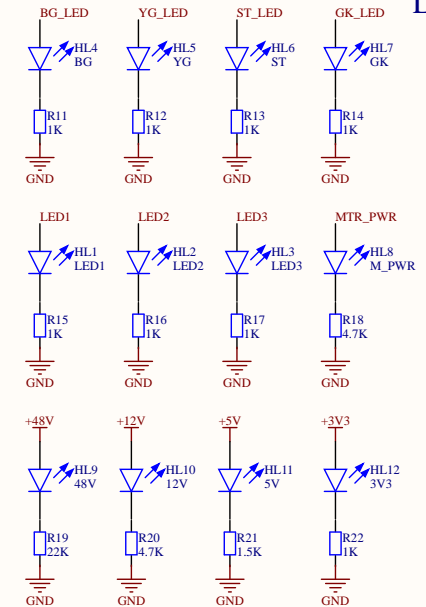 BG_LED YG_LED ST_LED GK_LED
HL4 HL5 HL6 HL7
BG YG ST GK
R11 R12 R13 R14
1K 1K 1K 1K
GND GND GND GND
LED1 LED2 LED3 MTR_PWR
HL1 HL2 HL3 HL8
LED1 LED2 LED3 M_PWR
R15 R16 R17 R18
1K 1K 1K 4.7K
GND GND GND GND
+48V +12V +5V +3V3
HL9 HL10 HL11 HL12
48V 12V 5V 3V3
R19 R20 R21 R22
22K 4.7K 1.5K 1K
GND GND GND GND